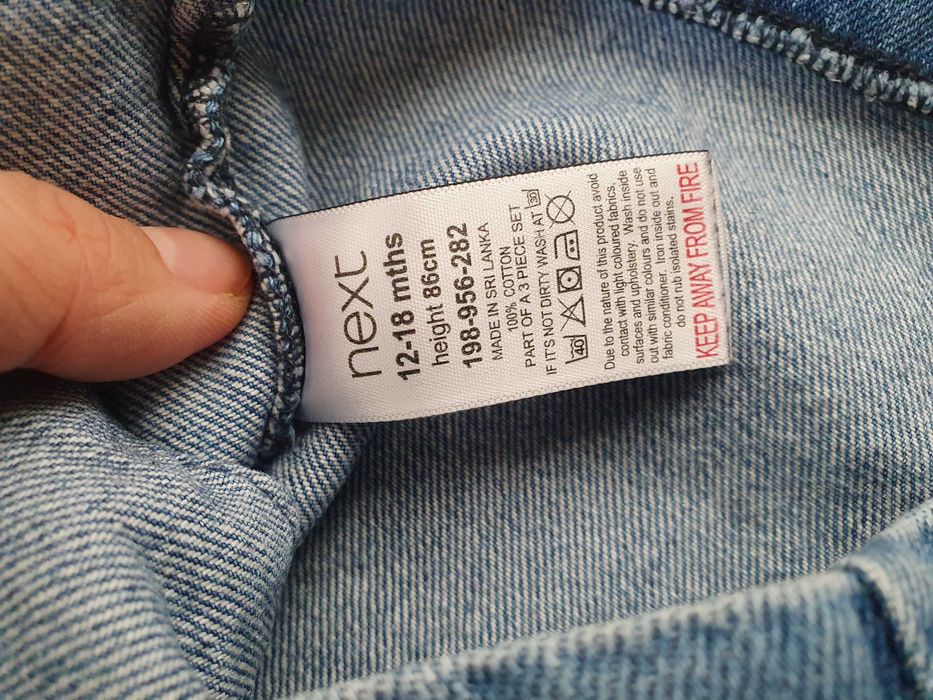 next
12-18 mths
height 86cm
198-956-282
MADE IN SRI LANKA
100% COTTON
PART OF A 3 PIECE SET
IF IT'S NOT DIRTY WASH AT 30
40
Due to the nature of this product avoid
contact with light coloured fabrics,
surfaces and upholstery. Wash inside
out with similar colours and do not use
fabric conditioner. Iron inside out and
do not rub isolated stains.
KEEP AWAY FROM FIRE